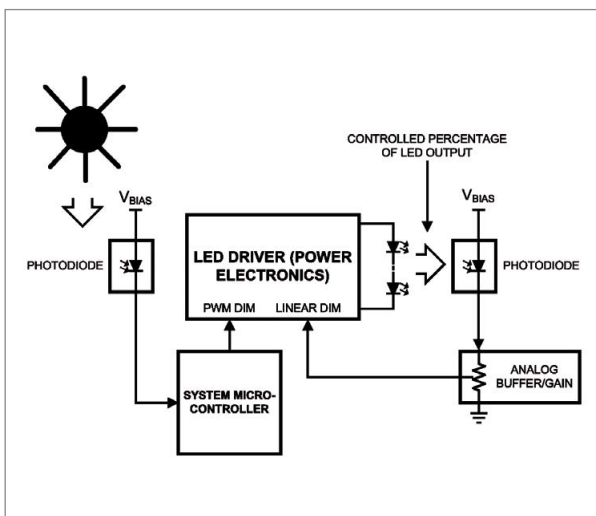 CONTROLLED PERCENTAGE
OF LED OUTPUT
VBIAS
VBIAS
PHOTODIODE
LED DRIVER (POWER
ELECTRONICS)
PWM DIM
LINEAR DIM
PHOTODIODE
SYSTEM MICRO-
CONTROLLER
ANALOG
BUFFER/GAIN